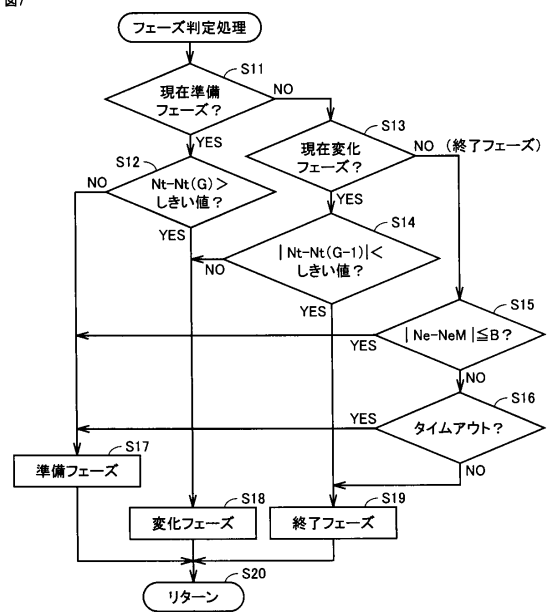 図7
フェーズ判定処理
S11
現在準備
フェーズ?
NO
YES
S13
現在変化
フェーズ?
NO (終了フェーズ)
YES
S12
Nt-Nt(G)>
しきい値?
NO
YES
S14
|Nt-Nt(G-1)|<
しきい値?
NO
YES
S15
|Ne-NeM|≦B?
YES
NO
S16
タイムアウト?
YES
NO
S17
準備フェーズ
S18
変化フェーズ
S19
終了フェーズ
S20
リターン